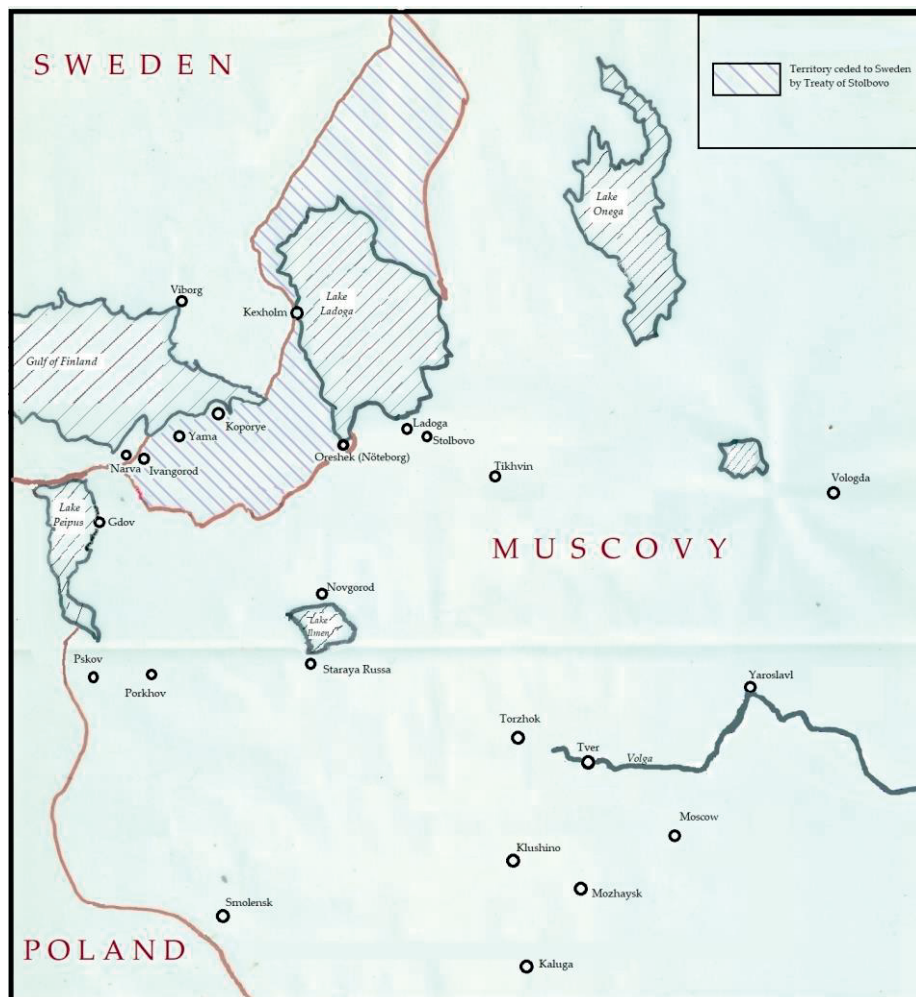 SWEDEN
Territory ceded to Sweden
by Treaty of Stolbovo
Lake
Onega
Viborg
Lake
Ladoga
Kexholm
Gulf of Finland
Koporye
Ladoga
Yama
Stolbovo
Oreshek (Nöteborg)
Narva
Ivangorod
Tikhvin
Vologda
Lake
Peipus
Gdov
MUSCOVY
Novgorod
Lake
Ilmen
Staraya Russa
Pskov
Porkhov
Yaroslavl
Torzhok
Tver
Volga
Moscow
Klushino
Mozhaysk
Smolensk
POLAND
Kaluga